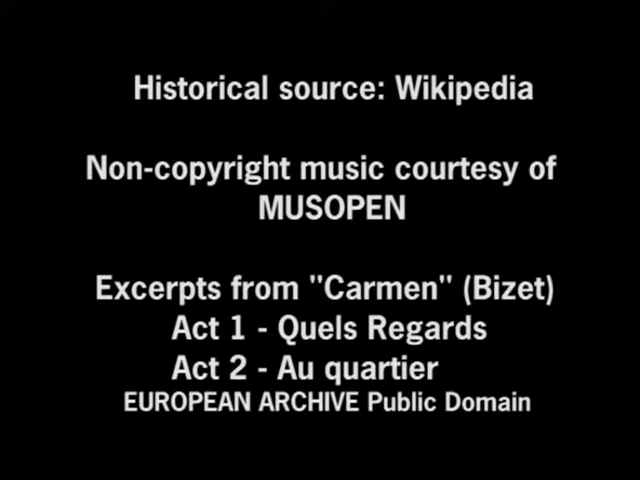 Historical source: Wikipedia
Non-copyright music courtesy of
MUSOPEN
Excerpts from "Carmen" (Bizet)
Act 1 - Quels Regards
Act 2 - Au quartier
EUROPEAN ARCHIVE Public Domain